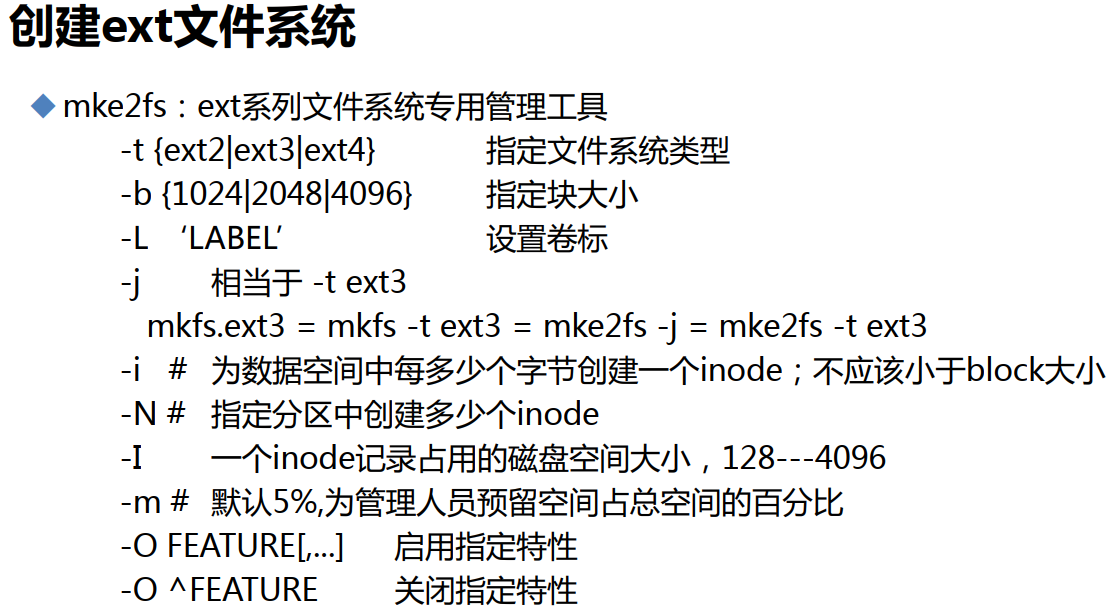 创建ext文件系统
mke2fs：ext系列文件系统专用管理工具
-t {ext2|ext3|ext4} 指定文件系统类型
-b {1024|2048|4096} 指定块大小
-L ‘LABEL’ 设置卷标
-j 相当于 -t ext3
mkfs.ext3 = mkfs -t ext3 = mke2fs -j = mke2fs -t ext3
-i # 为数据空间中每多少个字节创建一个inode；不应该小于block大小
-N # 指定分区中创建多少个inode
-I 一个inode记录占用的磁盘空间大小，128---4096
-m # 默认5%,为管理人员预留空间占总空间的百分比
-O FEATURE[,...] 启用指定特性
-O ^FEATURE 关闭指定特性